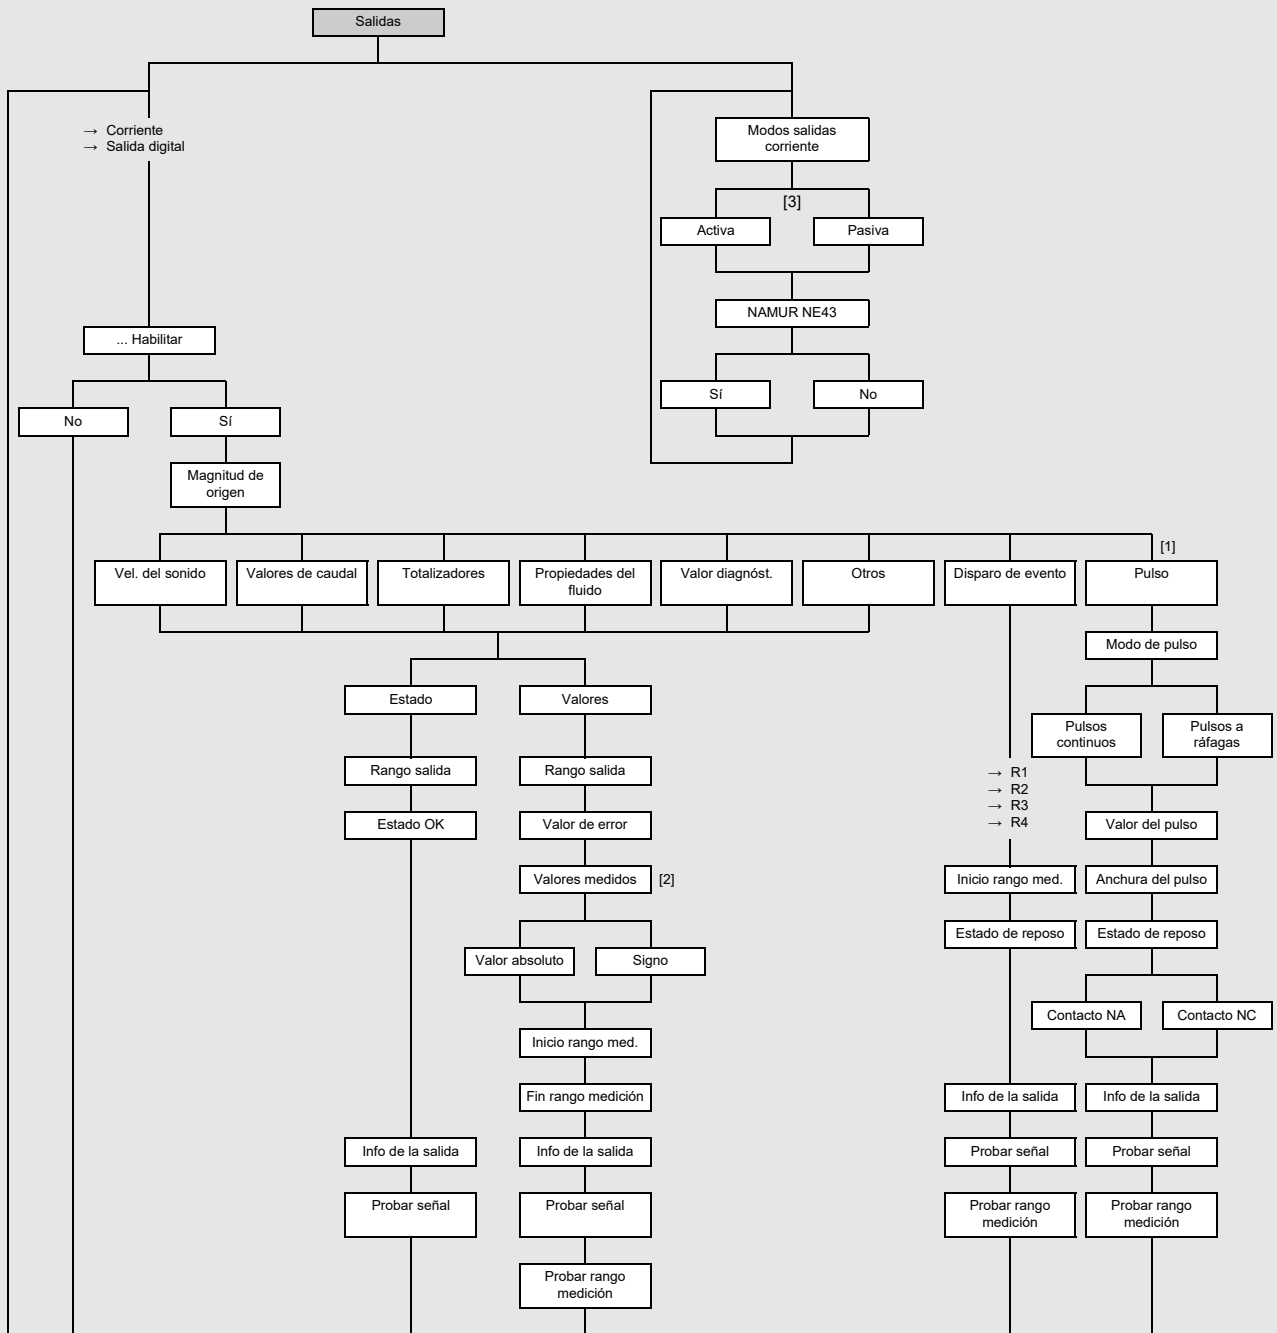 Salidas
→ Corriente
→ Salida digital
Modos salidas
corriente
[3]
Activa
Pasiva
NAMUR NE43
... Habilitar
Sí
No
No
Sí
Magnitud de
origen
[1]
Vel. del sonido
Valores de caudal
Totalizadores
Propiedades del
fluido
Valor diagnóst.
Otros
Disparo de evento
Pulso
Modo de pulso
Estado
Valores
Pulsos
continuos
Pulsos a
ráfagas
Rango salida
Rango salida
→ R1
→ R2
→ R3
→ R4
Estado OK
Valor de error
Valor del pulso
Valores medidos
[2]
Inicio rango med.
Anchura del pulso
Estado de reposo
Estado de reposo
Valor absoluto
Signo
Contacto NA
Contacto NC
Inicio rango med.
Fin rango medición
Info de la salida
Info de la salida
Info de la salida
Info de la salida
Probar señal
Probar señal
Probar señal
Probar señal
Probar rango
medición
Probar rango
medición
Probar rango
medición